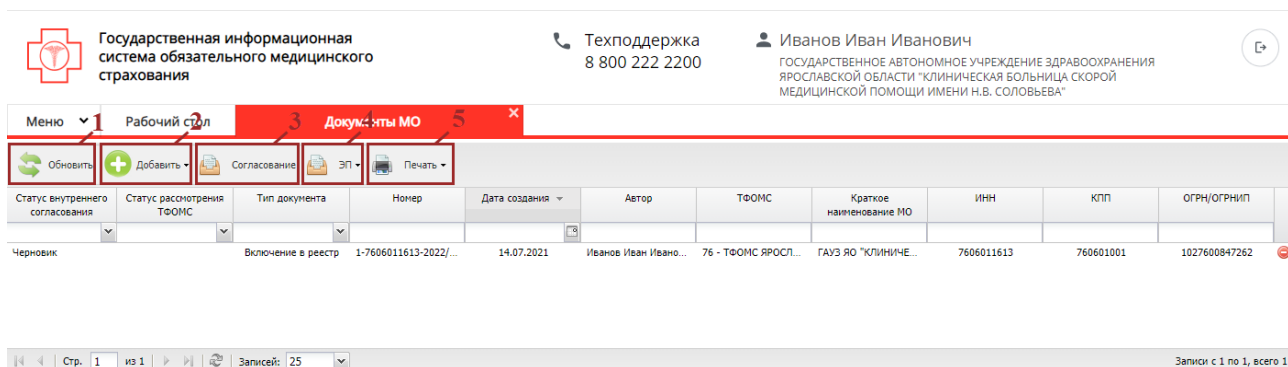 Государственная информационная
система обязательного медицинского
страхования
Техподдержка
8 800 222 2200
Иванов Иван Иванович
ГОСУДАРСТВЕННОЕ АВТОНОМНОЕ УЧРЕЖДЕНИЕ ЗДРАВООХРАНЕНИЯ
ЯРОСЛАВСКОЙ ОБЛАСТИ "КЛИНИЧЕСКАЯ БОЛЬНИЦА СКОРОЙ
МЕДИЦИНСКОЙ ПОМОЩИ ИМЕНИ Н.В. СОЛОВЬЕВА"
Меню 1 Рабочий стол 2 3 Документы МО 4 5
Обновить Добавить Согласование ЭП Печать
Статус внутреннего согласования Статус рассмотрения ТФОМС Тип документа Номер Дата создания Автор ТФОМС Краткое наименование МО ИНН КПП ОГРН/ОГРНИП
Черновик Включение в реестр 1-7606011613-2022/... 14.07.2021 Иванов Иван Ивано... 76 - ТФОМС ЯРОСЛ... ГАУЗ ЯО "КЛИНИЧЕ... 7606011613 760601001 1027600847262
Стр. 1 из 1 Записей: 25 Записи с 1 по 1, всего 1